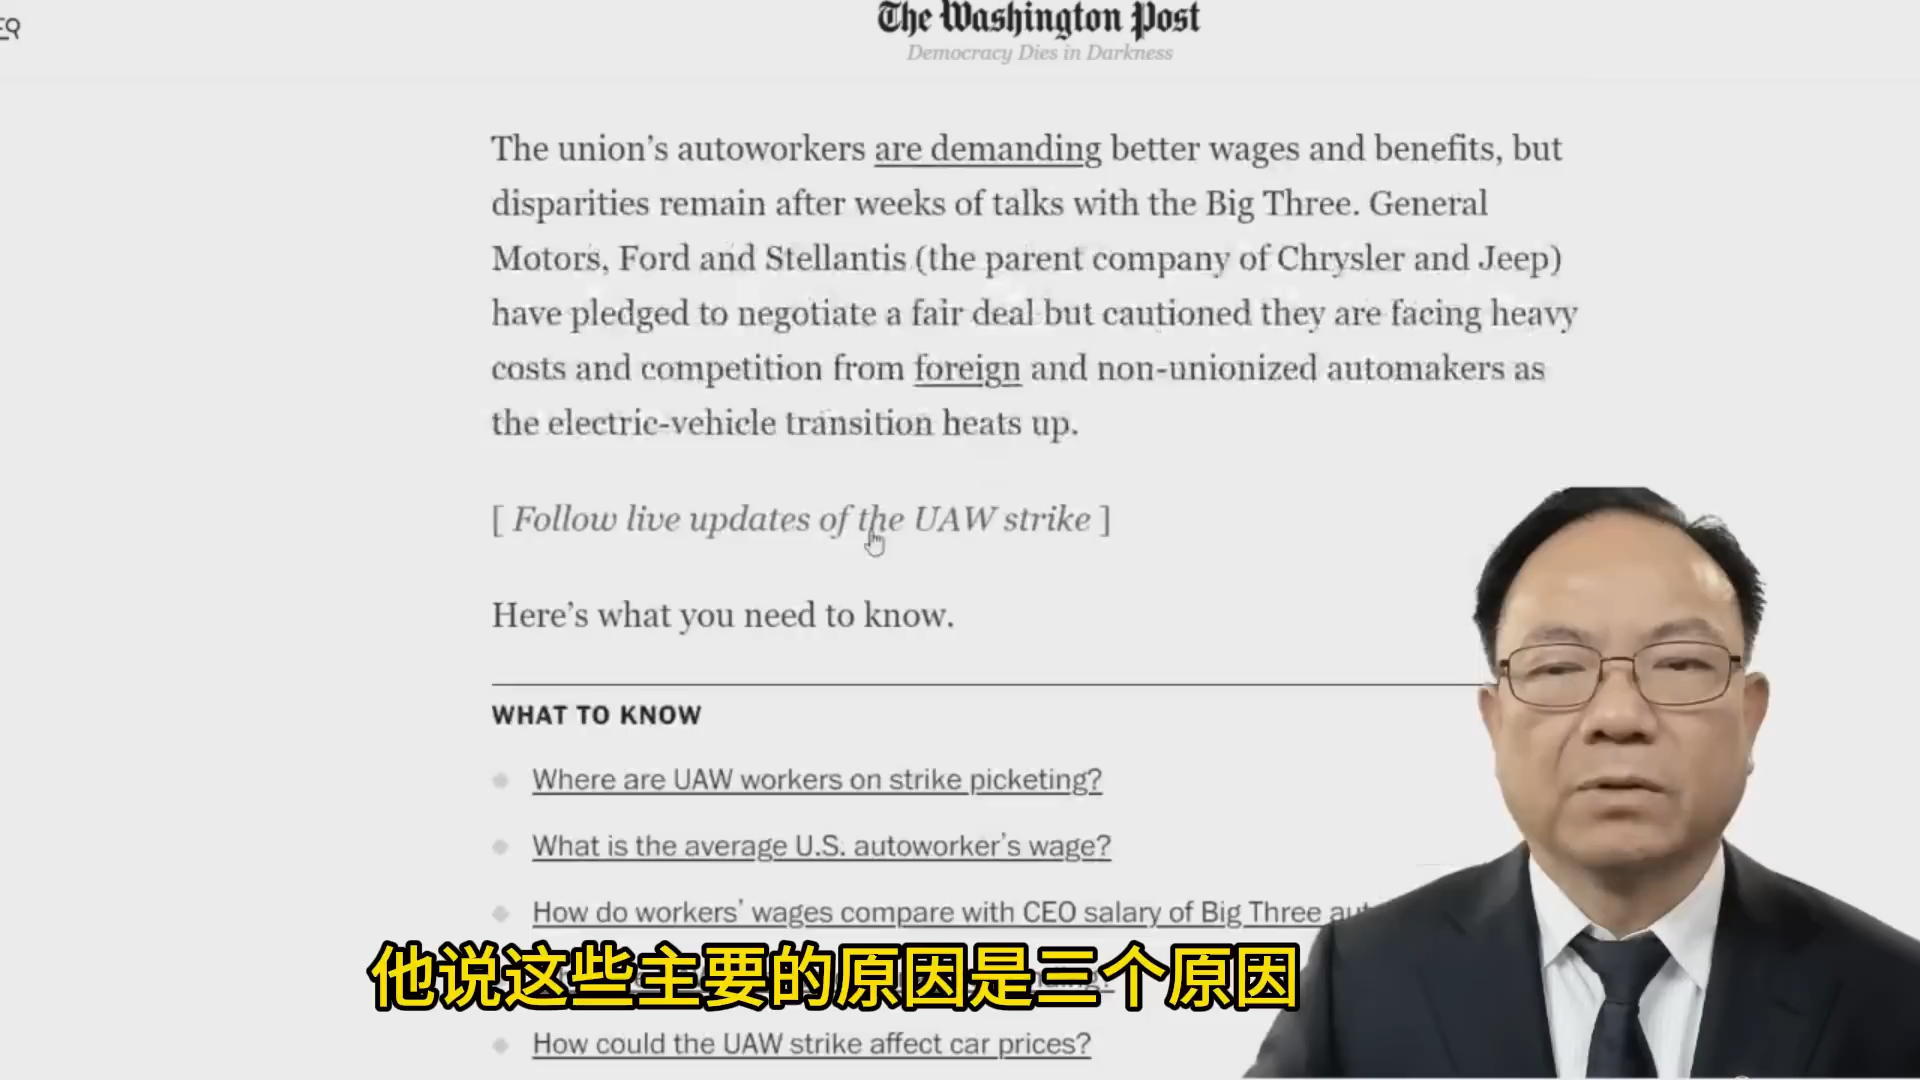 The Washington Post
Democracy Dies in Darkness
The union’s autoworkers are demanding better wages and benefits, but
disparities remain after weeks of talks with the Big Three. General
Motors, Ford and Stellantis (the parent company of Chrysler and Jeep)
have pledged to negotiate a fair deal but cautioned they are facing heavy
costs and competition from foreign and non-unionized automakers as
the electric-vehicle transition heats up.
[ Follow live updates of the UAW strike ]
Here’s what you need to know.
WHAT TO KNOW
Where are UAW workers on strike picketing?
What is the average U.S. autoworker’s wage?
How do workers’ wages compare with CEO salary of Big Three
他说这些主要的原因是三个原因
How could the UAW strike affect car prices?